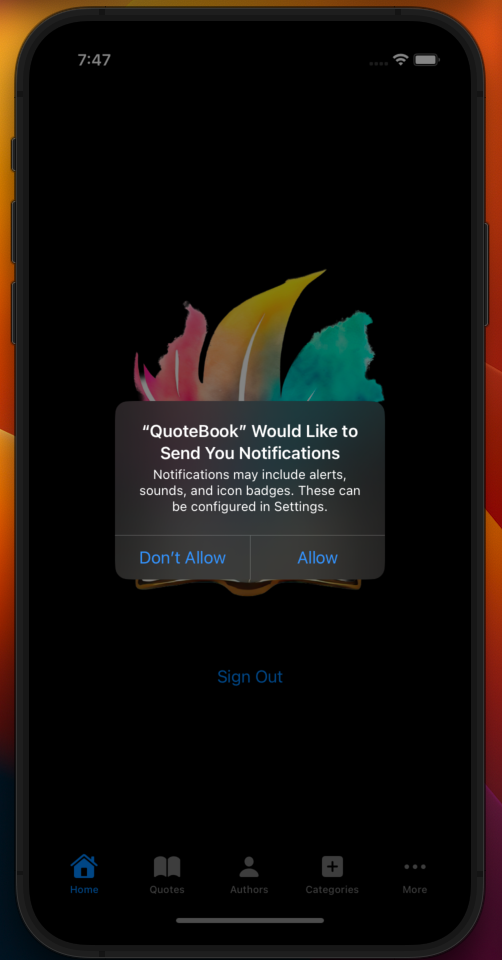 7:47
“QuoteBook” Would Like to
Send You Notifications
Notifications may include alerts,
sounds, and icon badges. These can
be configured in Settings.
Don’t Allow
Allow
Sign Out
Home
Quotes
Authors
Categories
More